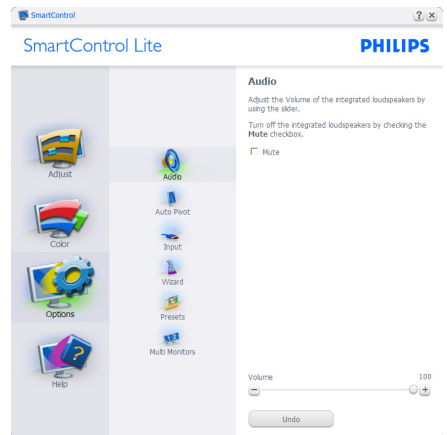 SmartControl
SmartControl Lite
PHILIPS
Adjust
Color
Options
Help
Audio
Auto Pivot
Input
Wizard
Presets
Multi Monitors
Audio
Adjust the Volume of the integrated loudspeakers by
using the slider.
Turn off the integrated loudspeakers by checking the
Mute checkbox.
Mute
Volume 100
Undo